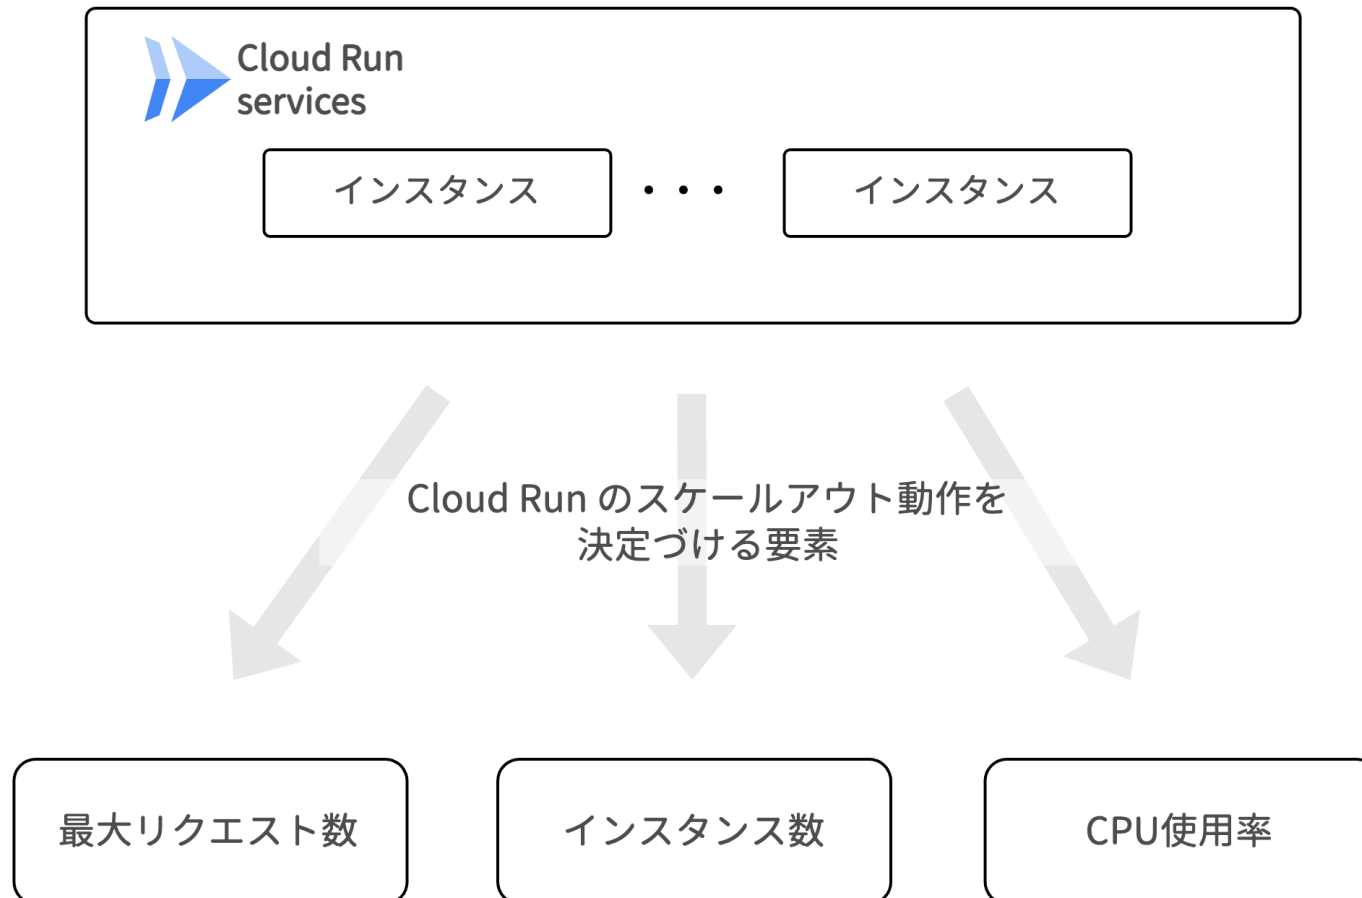 Cloud Run
services
インスタンス ・・・ インスタンス
Cloud Run のスケールアウト動作を
決定づける要素
最大リクエスト数 インスタンス数 CPU使用率